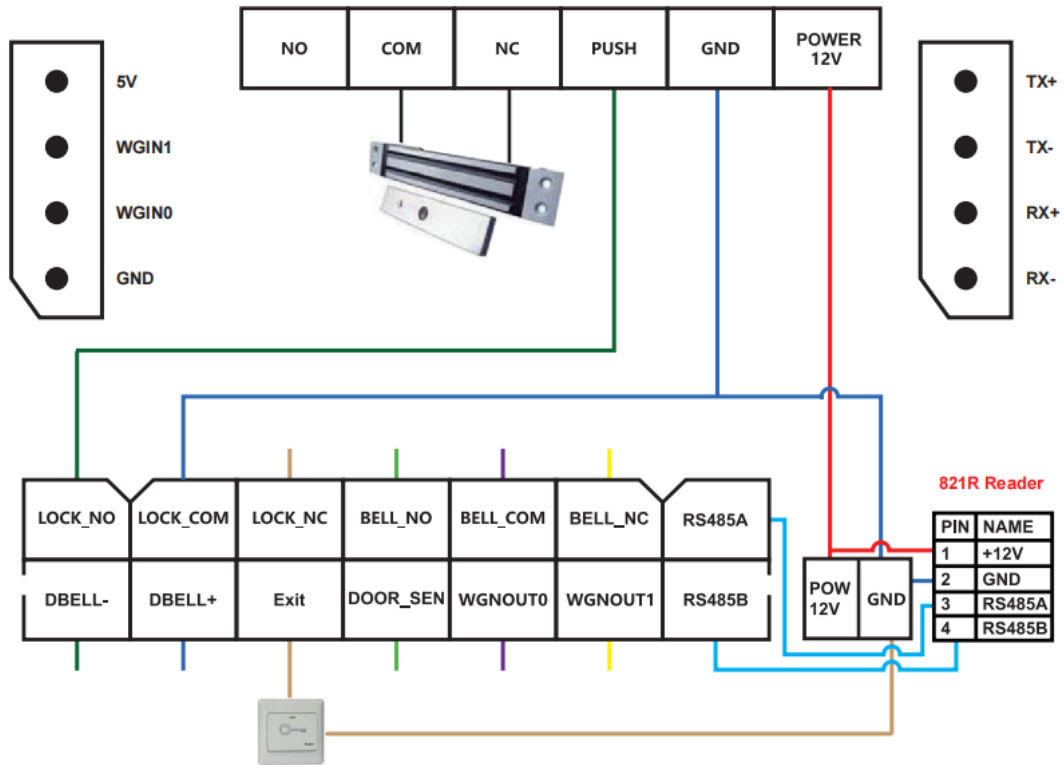 NO
COM
NC
PUSH
GND
POWER
12V
5V
WGIN1
WGIN0
GND
TX+
TX-
RX+
RX-
LOCK_NO
LOCK_COM
LOCK_NC
BELL_NO
BELL_COM
BELL_NC
RS485A
DBELL-
DBELL+
Exit
DOOR_SEN
WGNOUT0
WGNOUT1
RS485B
POW
12V
GND
821R Reader
PIN NAME
1 +12V
2 GND
3 RS485A
4 RS485B